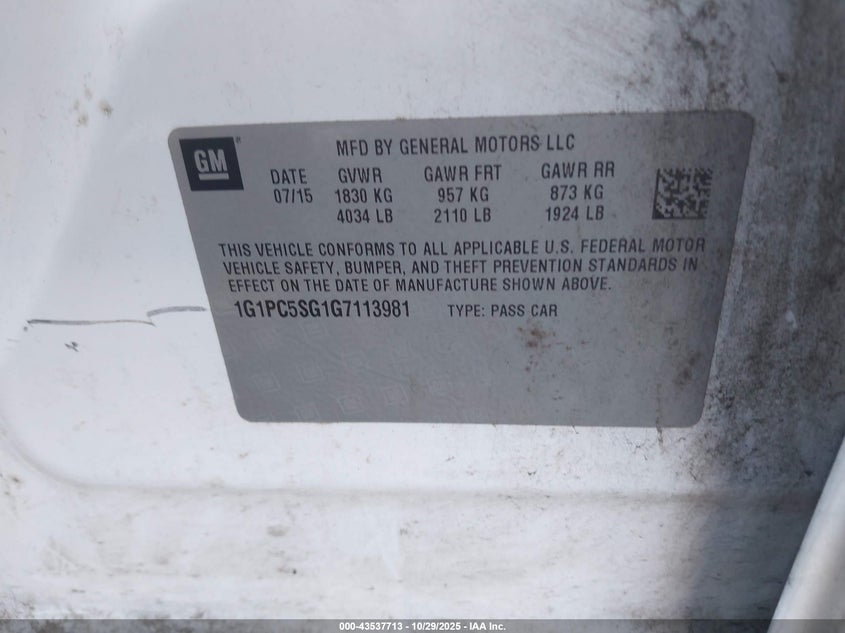 GM
MFD BY GENERAL MOTORS LLC
DATE GVWR GAWR FRT GAWR RR
07/15 1830 KG 957 KG 873 KG
4034 LB 2110 LB 1924 LB
THIS VEHICLE CONFORMS TO ALL APPLICABLE U.S. FEDERAL MOTOR
VEHICLE SAFETY, BUMPER, AND THEFT PREVENTION STANDARDS IN
EFFECT ON THE DATE OF MANUFACTURE SHOWN ABOVE.
1G1PC5SG1G7113981 TYPE: PASS CAR
000-43537713 - 10/29/2025 - IAA Inc.